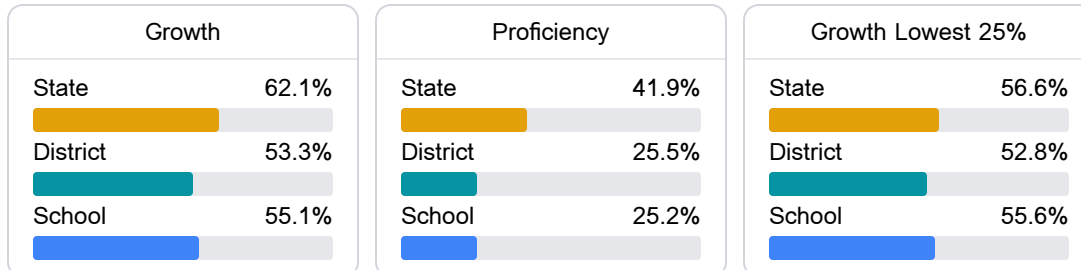 Growth
State 62.1%
District 53.3%
School 55.1%
Proficiency
State 41.9%
District 25.5%
School 25.2%
Growth Lowest 25%
State 56.6%
District 52.8%
School 55.6%